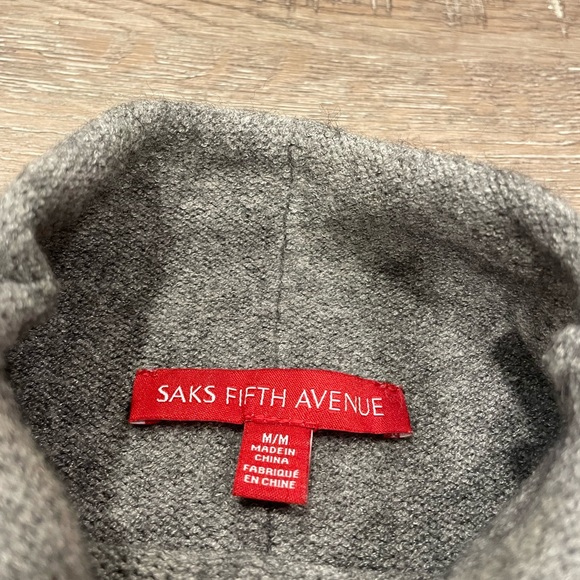 SAKS FIFTH AVENUE
M/M
MADE IN
CHINA
FABRIQUÉ
EN CHINE